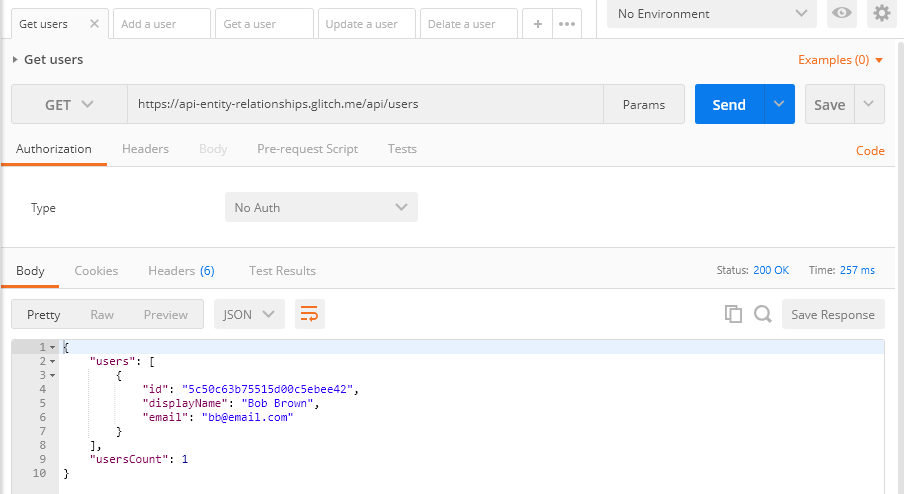 Get users Add a user Get a user Update a user Delate a user + ••• No Environment
Get users Examples (0)
GET https://api-entity-relationships.glitch.me/api/users Params Send Save
Authorization Headers Body Pre-request Script Tests Code
Type No Auth
Body Cookies Headers (6) Test Results Status: 200 OK Time: 257 ms
Pretty Raw Preview JSON Save Response
1 {
2 "users": [
3 {
4 "id": "5c50c63b75515d00c5ebee42",
5 "displayName": "Bob Brown",
6 "email": "bb@email.com"
7 }
8 ],
9 "usersCount": 1
10 }